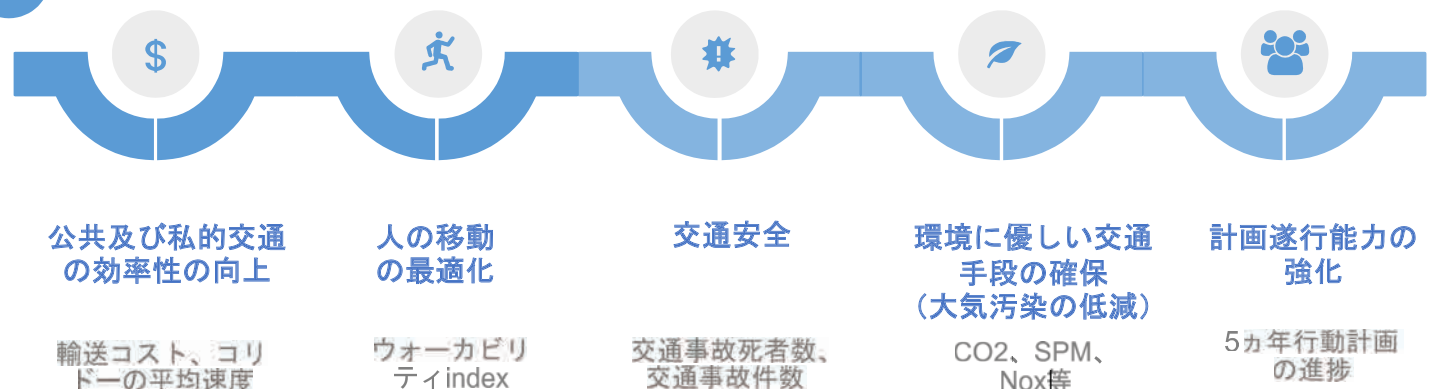 $
公共及び私的交通
の効率性の向上
輸送コスト、コリ
ドーの平均速度
人の移動
の最適化
ウォーカビリ
ティindex
!
交通安全
交通事故死者数、
交通事故件数
環境に優しい交通
手段の確保
（大気汚染の低減）
CO2、SPM、
Nox等
計画遂行能力の
強化
5ヵ年行動計画
の進捗